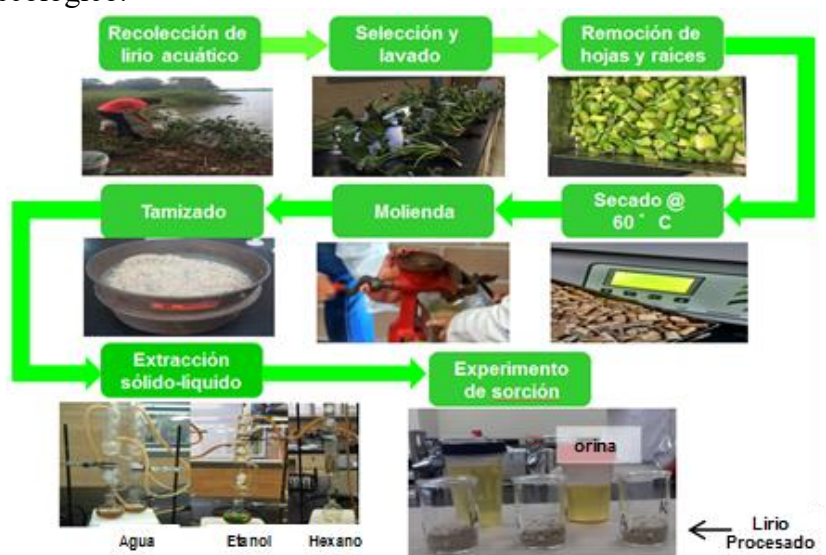 Recolección de
lirio acuático
Selección y
lavado
Remoción de
hojas y raices
Secado @
60° C
Molienda
Tamizado
Extracción
sólido-líquido
Experimento
de sorción
orina
Agua
Etanol
Hexano
Lirio
Procesado